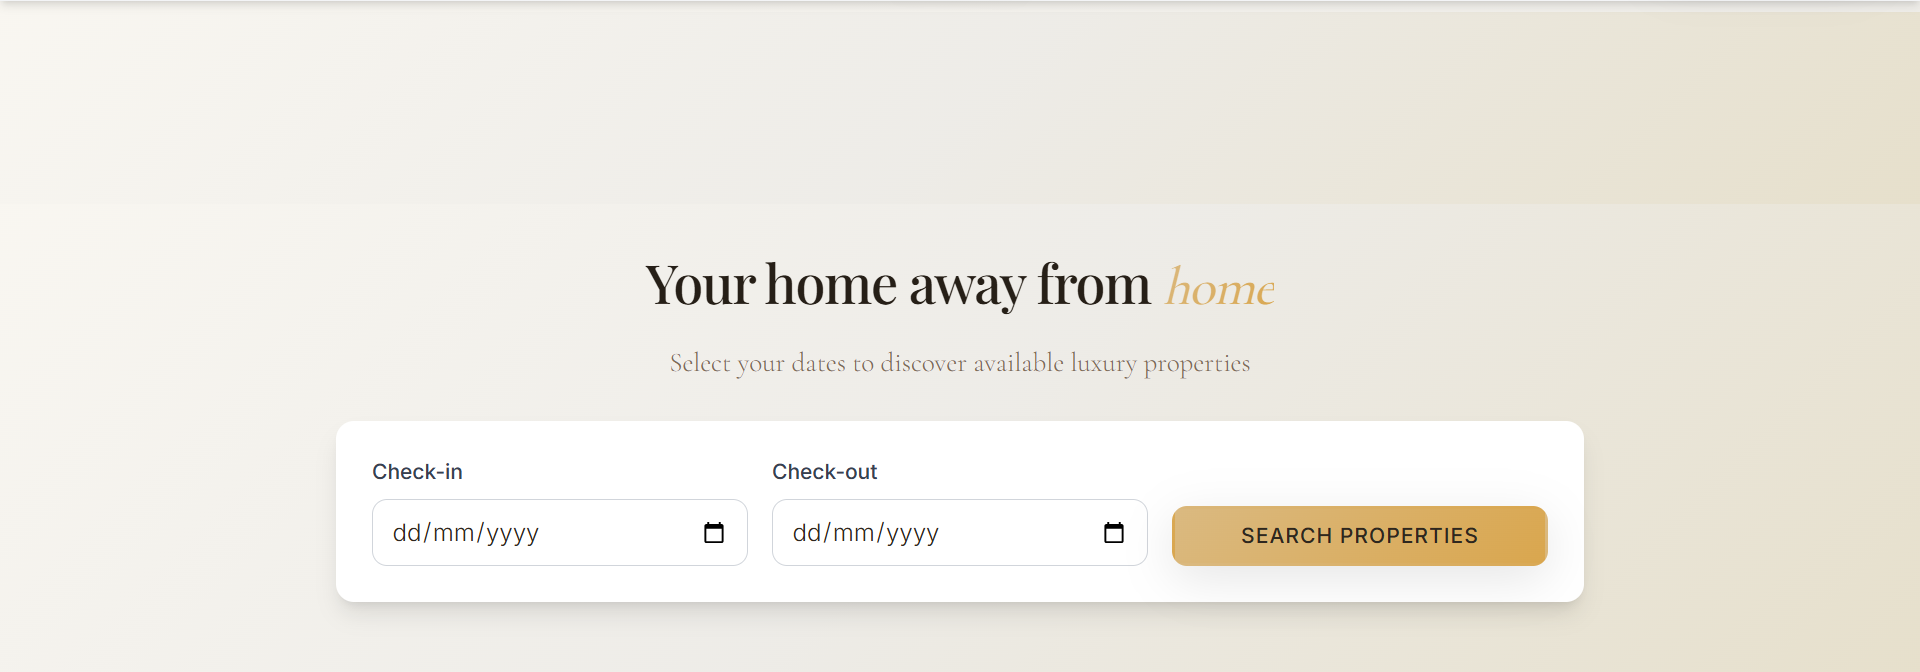 Your home away from home
Select your dates to discover available luxury properties
Check-in
Check-out
dd/mm/yyyy
dd/mm/yyyy
SEARCH PROPERTIES